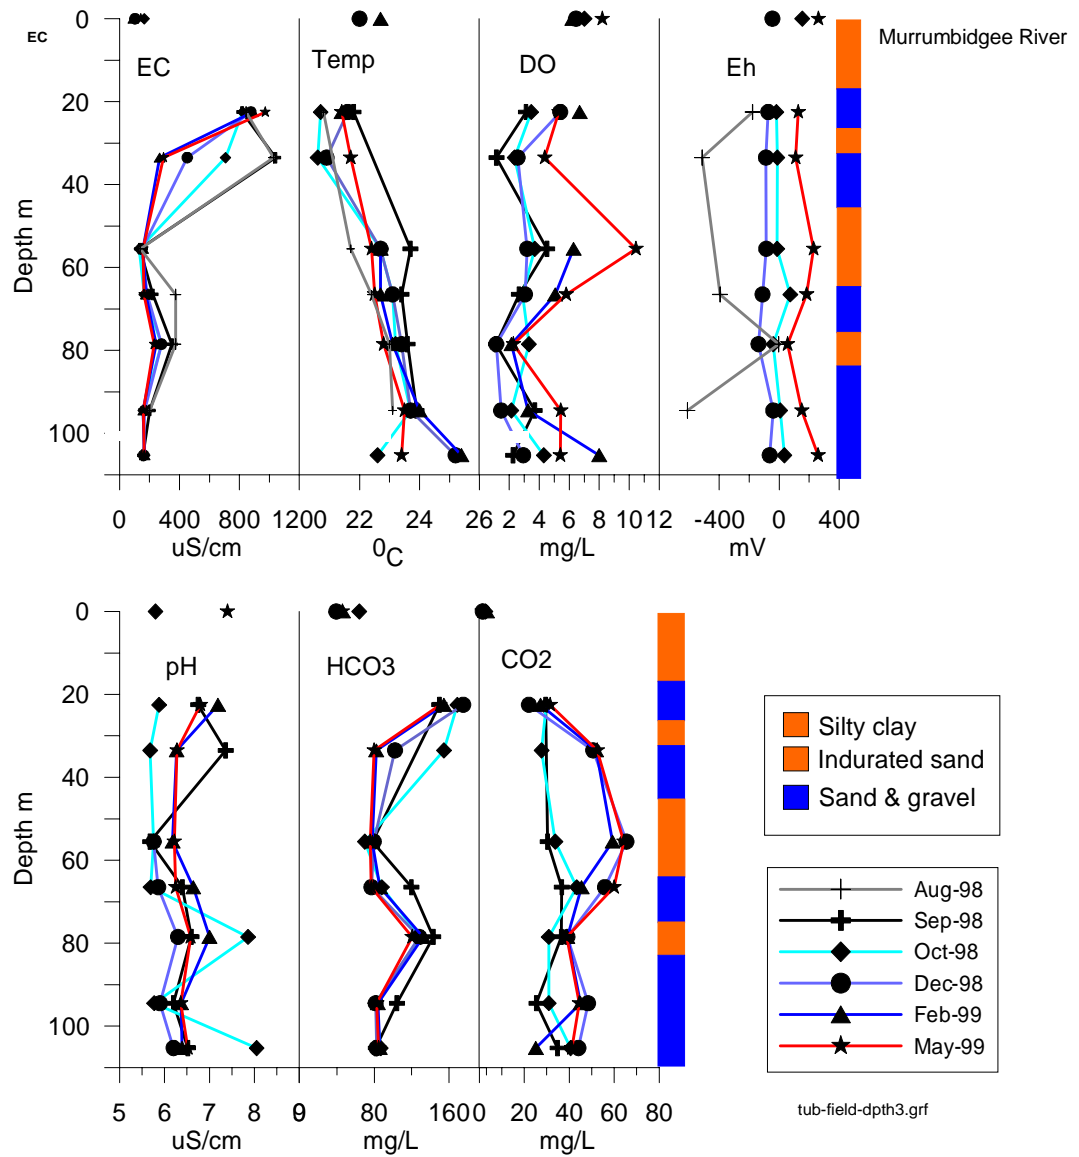 0
EC
EC
Temp
DO
Eh
Murrumbidgee River
20
40
60
80
100
Depth m
0 400 800 1200 22 24 26 2 4 6 8 10 12 -400 0 400
uS/cm 0C mg/L mV
0
pH
HCO3
CO2
20
40
60
80
100
Depth m
5 6 7 8 9 0 80 160 0 20 40 60 80
uS/cm mg/L mg/L
Silty clay
Indurated sand
Sand & gravel
Aug-98
Sep-98
Oct-98
Dec-98
Feb-99
May-99
tub-field-dpth3.grf